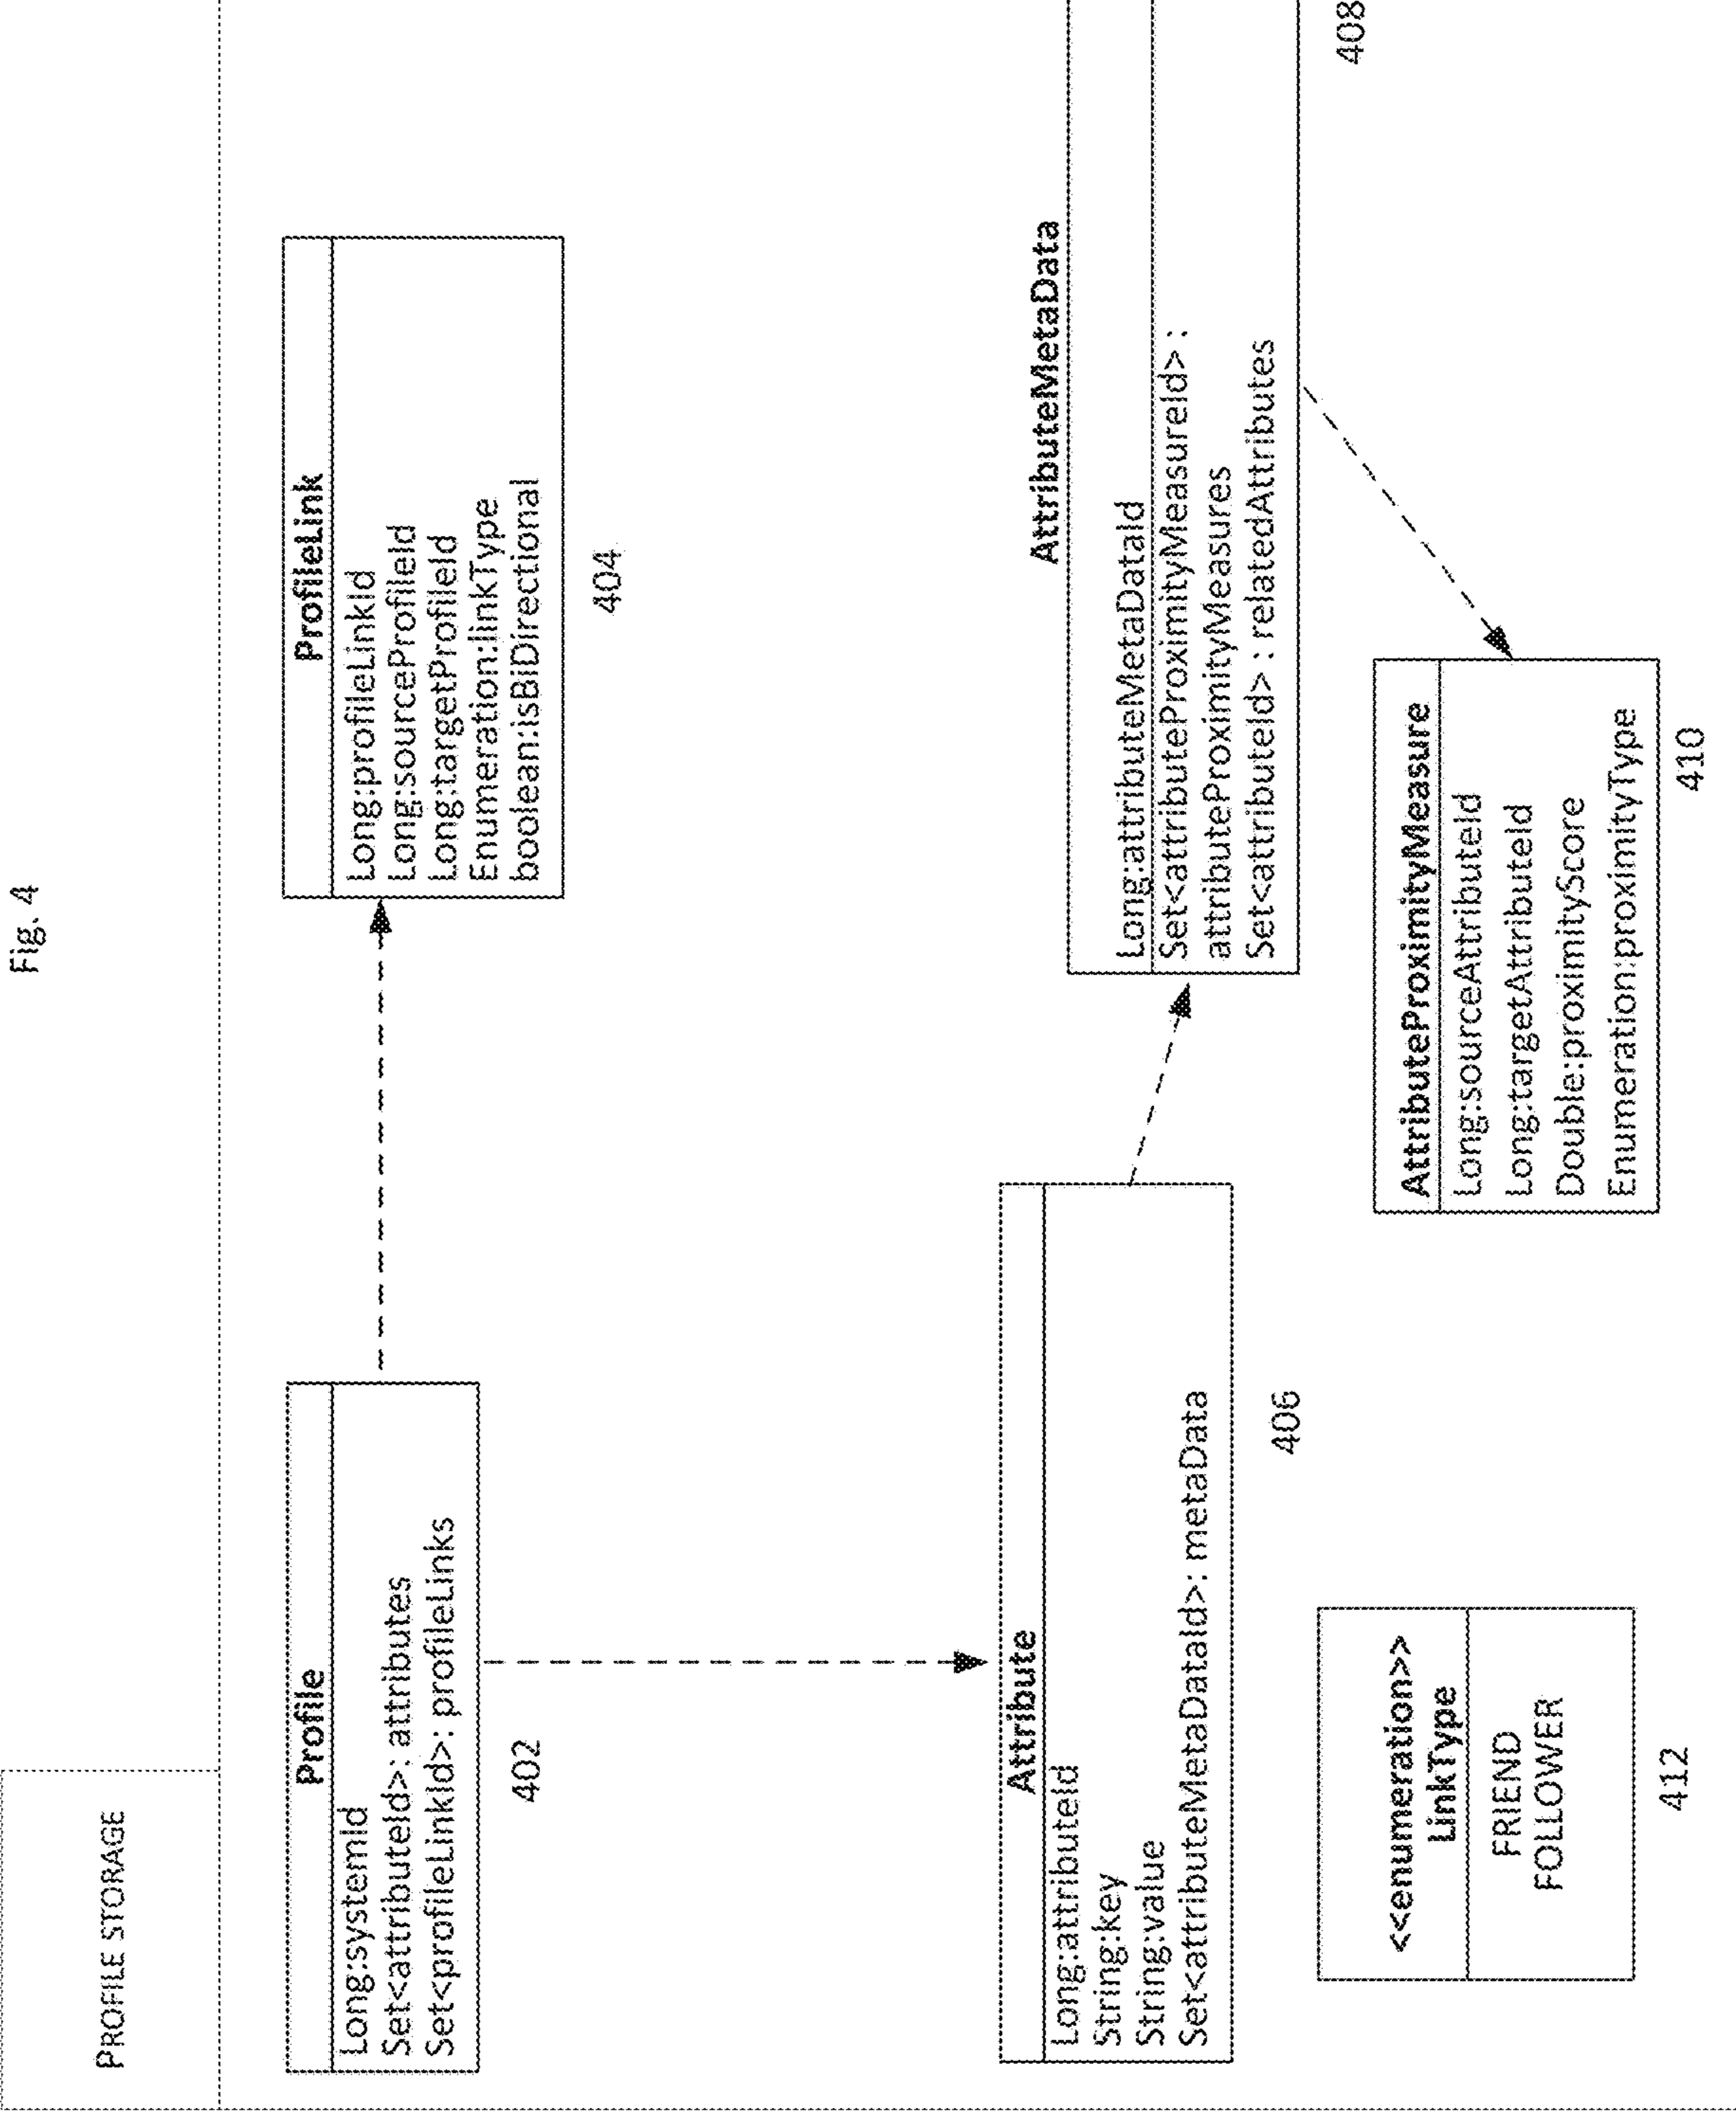 Fig. 4
PROFILE STORAGE
Profile
Long:systemId
Set<attributeId>: attributes
Set<profileLinkId>: profileLinks
402
ProfileLink
Long:profileLinkId
Long:sourceProfileId
Long:targetProfileId
Enumeration:linkType
boolean:isBiDirectional
404
Attribute
Long:attributeId
String:key
String:value
Set<attributeMetaDataId>: metaData
406
AttributeMetaData
Long:attributeMetaDataId
Set<attributeProximityMeasureId> :
attributeProximityMeasures
Set<attributeId> : relatedAttributes
408
<<enumeration>>
LinkType
FRIEND
FOLLOWER
412
AttributeProximityMeasure
Long:sourceAttributeId
Long:targetAttributeId
Double:proximityScore
Enumeration:proximityType
410